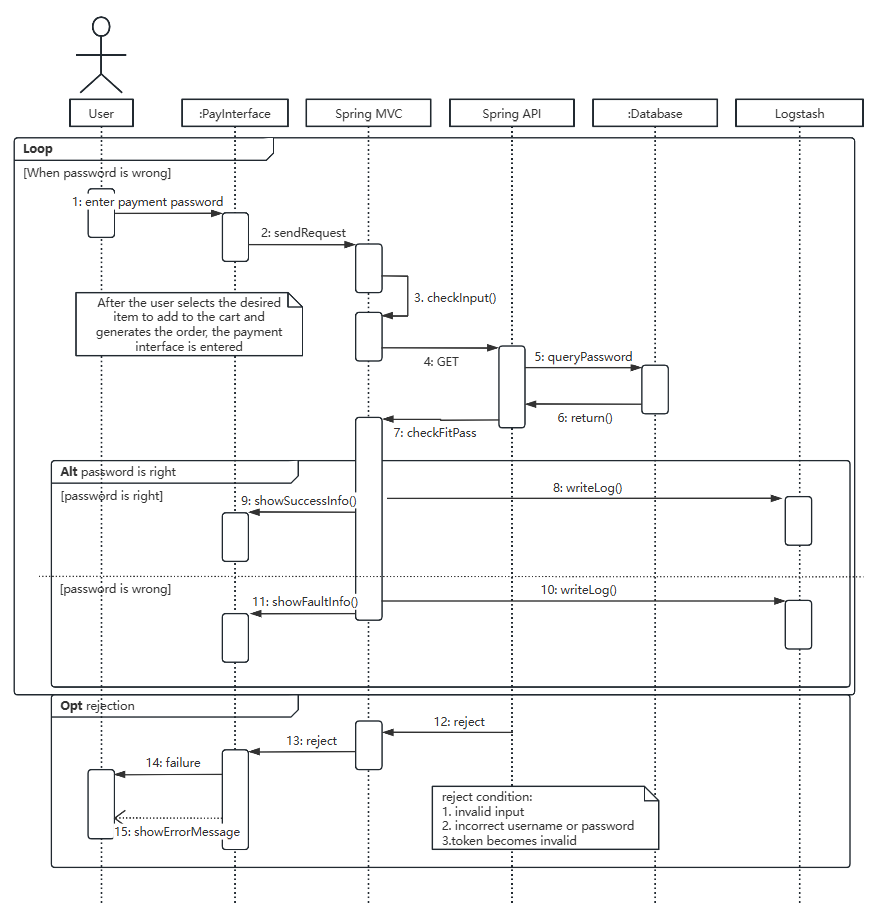 User
:PayInterface
Spring MVC
Spring API
:Database
Logstash
Loop
[When password is wrong]
1: enter payment password
2: sendRequest
After the user selects the desired
item to add to the cart and
generates the order, the payment
interface is entered
3. checkInput()
4: GET
5: queryPassword
6: return()
7: checkFitPass
Alt password is right
[password is right]
8: writeLog()
9: showSuccessInfo()
[password is wrong]
10: writeLog()
11: showFaultInfo()
Opt rejection
12: reject
13: reject
14: failure
15: showErrorMessage
reject condition:
1. invalid input
2. incorrect username or password
3.token becomes invalid